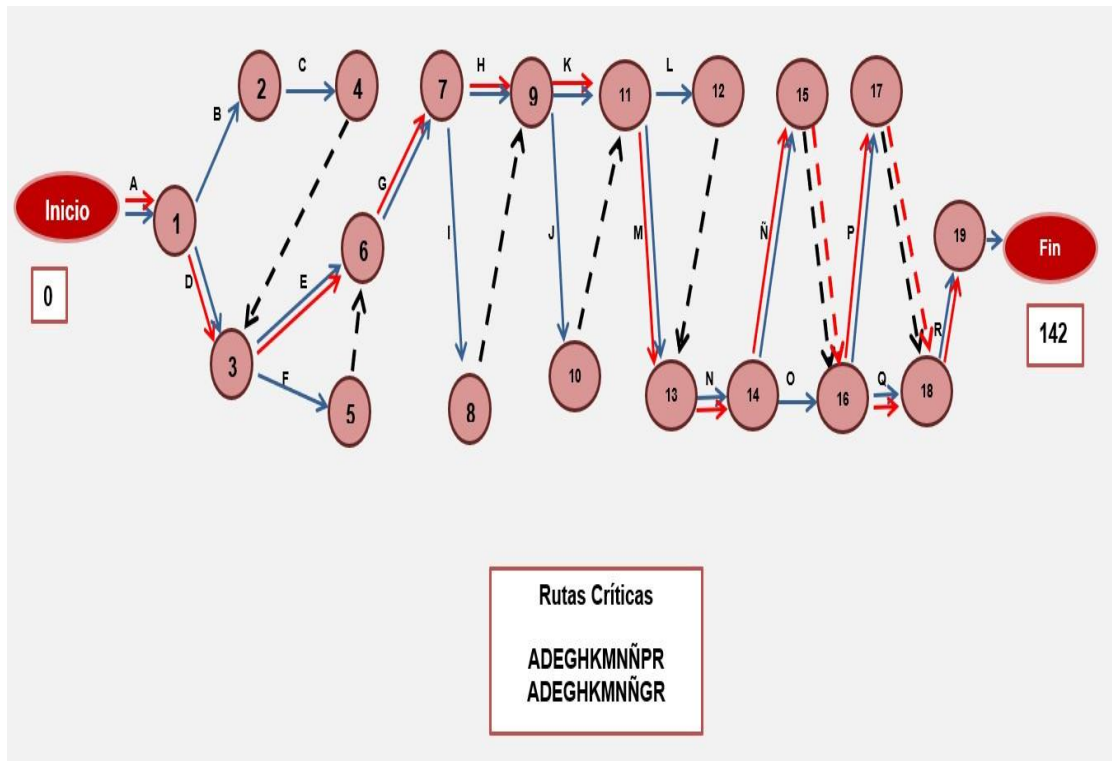 C
H
K
L
2
4
7
9
11
12
15
17
B
A
G
Inicio
1
6
I
J
M
Ñ
P
19
Fin
D
E
0
142
3
R
F
5
8
10
13
N
14
O
16
Q
18
Rutas Críticas
ADEGHKMNÑPR
ADEGHKMNÑGR